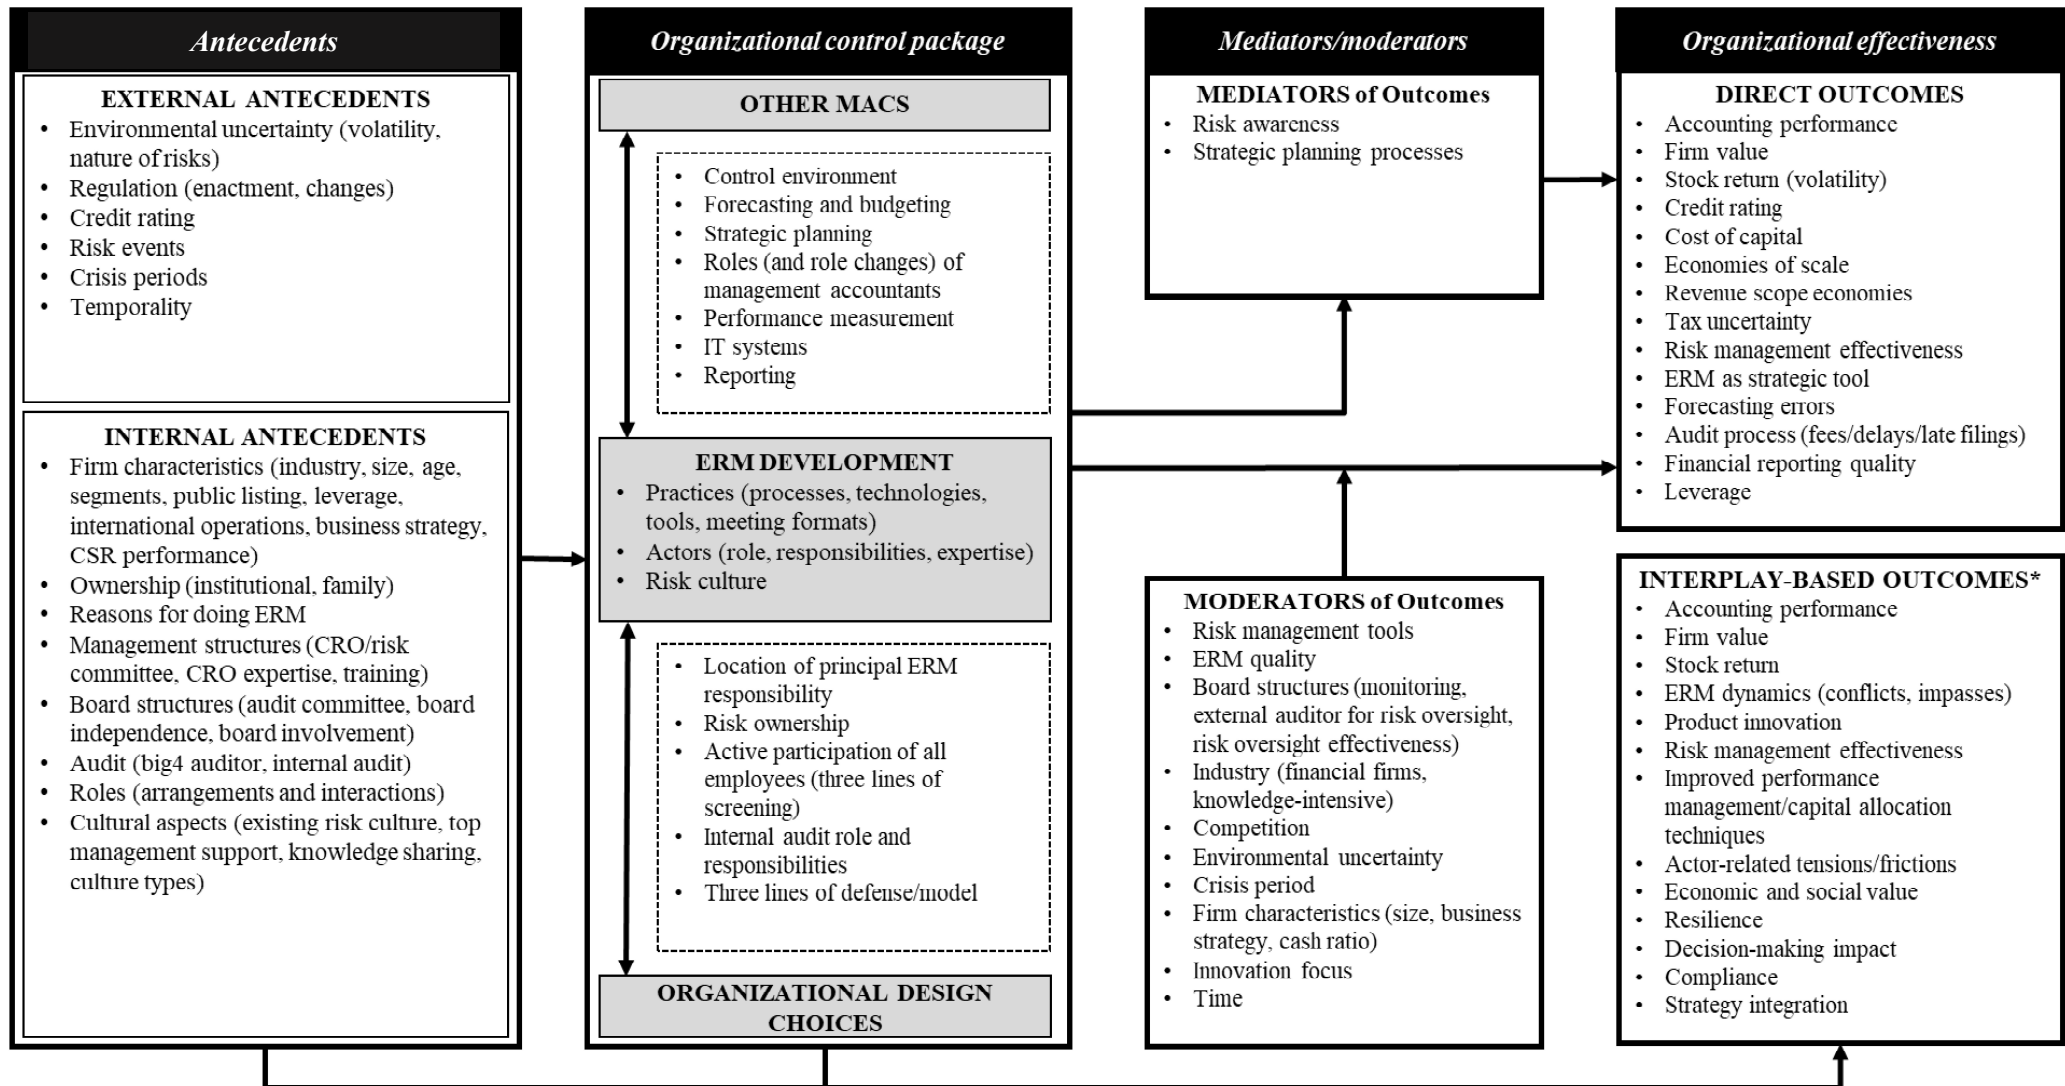 Antecedents
EXTERNAL ANTECEDENTS
• Environmental uncertainty (volatility,
nature of risks)
• Regulation (enactment, changes)
• Credit rating
• Risk events
• Crisis periods
• Temporality
INTERNAL ANTECEDENTS
• Firm characteristics (industry, size, age,
segments, public listing, leverage,
international operations, business strategy,
CSR performance)
• Ownership (institutional, family)
• Reasons for doing ERM
• Management structures (CRO/risk
committee, CRO expertise, training)
• Board structures (audit committee, board
independence, board involvement)
• Audit (big4 auditor, internal audit)
• Roles (arrangements and interactions)
• Cultural aspects (existing risk culture, top
management support, knowledge sharing,
culture types)
Organizational control package
OTHER MACS
• Control environment
• Forecasting and budgeting
• Strategic planning
• Roles (and role changes) of
management accountants
• Performance measurement
• IT systems
• Reporting
ERM DEVELOPMENT
• Practices (processes, technologies,
tools, meeting formats)
• Actors (role, responsibilities, expertise)
• Risk culture
• Location of principal ERM
responsibility
• Risk ownership
• Active participation of all
employees (three lines of
screening)
• Internal audit role and
responsibilities
• Three lines of defense/model
ORGANIZATIONAL DESIGN
CHOICES
Mediators/moderators
MEDIATORS of Outcomes
• Risk awareness
• Strategic planning processes
MODERATORS of Outcomes
• Risk management tools
• ERM quality
• Board structures (monitoring,
external auditor for risk oversight,
risk oversight effectiveness)
• Industry (financial firms,
knowledge-intensive)
• Competition
• Environmental uncertainty
• Crisis period
• Firm characteristics (size, business
strategy, cash ratio)
• Innovation focus
• Time
Organizational effectiveness
DIRECT OUTCOMES
• Accounting performance
• Firm value
• Stock return (volatility)
• Credit rating
• Cost of capital
• Economies of scale
• Revenue scope economies
• Tax uncertainty
• Risk management effectiveness
• ERM as strategic tool
• Forecasting errors
• Audit process (fees/delays/late filings)
• Financial reporting quality
• Leverage
INTERPLAY-BASED OUTCOMES*
• Accounting performance
• Firm value
• Stock return
• ERM dynamics (conflicts, impasses)
• Product innovation
• Risk management effectiveness
• Improved performance
management/capital allocation
techniques
• Actor-related tensions/frictions
• Economic and social value
• Resilience
• Decision-making impact
• Compliance
• Strategy integration